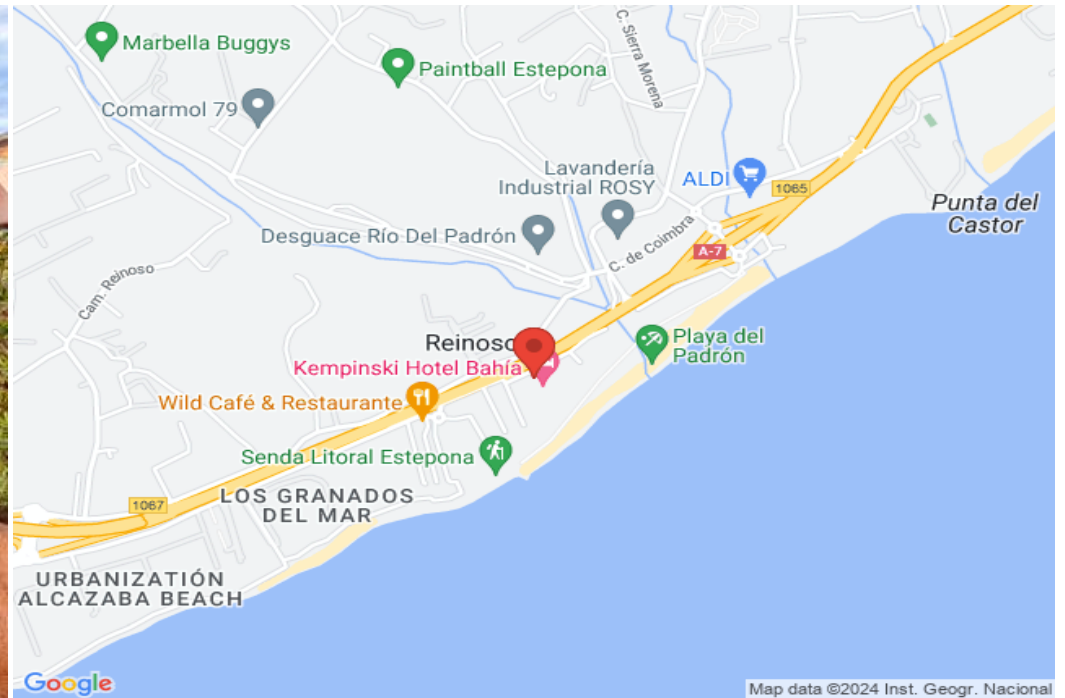 Marbella Buggys
C. Sierra Morena
Paintball Estepona
Comarmol 79
Lavandería
Industrial ROSY
ALDI
1065
Punta del
Castor
Desguace Río Del Padrón
C. de Coimbra
A-7
Cam. Reinoso
Reinoso
Playa del
Padrón
Kempinski Hotel Bahía
Wild Café & Restaurante
Senda Litoral Estepona
LOS GRANADOS
DEL MAR
1067
URBANIZATIÓN
ALCAZABA BEACH
Google
Map data ©2024 Inst. Geogr. Nacional